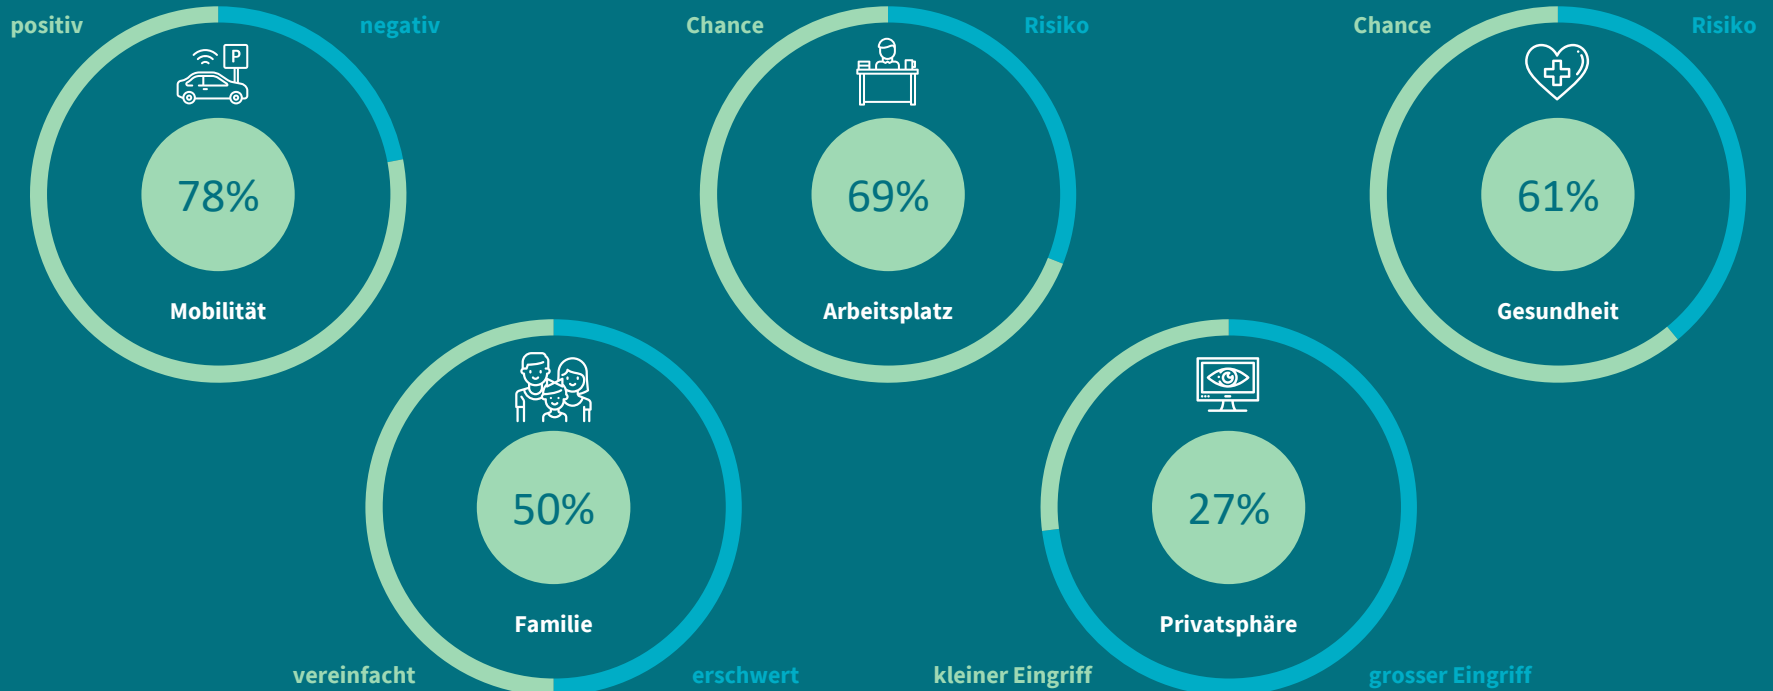 positiv
negativ
P
78%
Mobilität
Chance
Risiko
69%
Arbeitsplatz
Chance
Risiko
61%
Gesundheit
50%
Familie
vereinfacht
erschwert
27%
Privatsphäre
kleiner Eingriff
grosser Eingriff